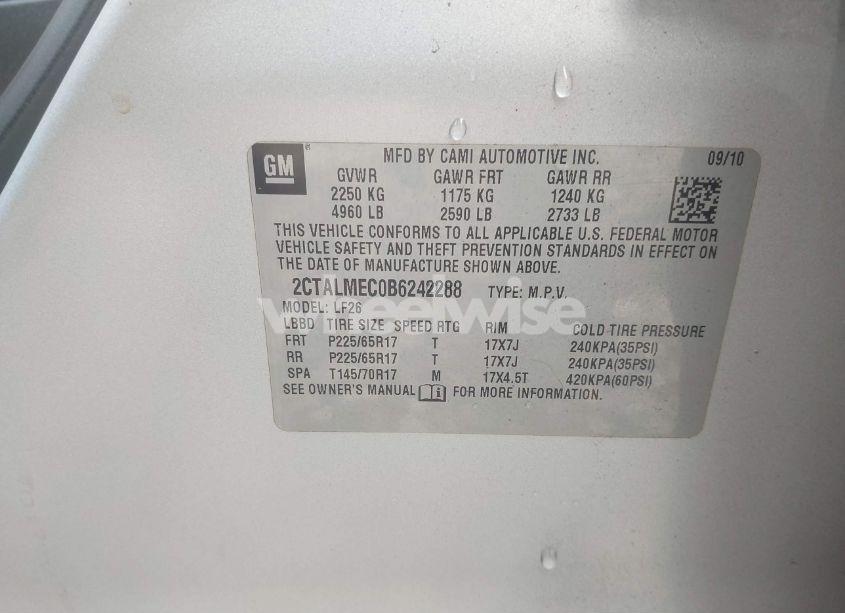 GM ®
MFD BY CAMI AUTOMOTIVE INC. 09/10
GVWR GAWR FRT GAWR RR
2250 KG 1175 KG 1240 KG
4960 LB 2590 LB 2733 LB
THIS VEHICLE CONFORMS TO ALL APPLICABLE U.S. FEDERAL MOTOR
VEHICLE SAFETY AND THEFT PREVENTION STANDARDS IN EFFECT ON
THE DATE OF MANUFACTURE SHOWN ABOVE.
2CTALMEC0B6242288 TYPE: M.P.V.
wheelwise
MODEL: LF26
LBBD TIRE SIZE SPEED RTG RIM COLD TIRE PRESSURE
FRT P225/65R17 T 17X7J 240KPA(35PSI)
RR P225/65R17 T 17X7J 240KPA(35PSI)
SPA T145/70R17 M 17X4.5T 420KPA(60PSI)
SEE OWNER'S MANUAL i FOR MORE INFORMATION.